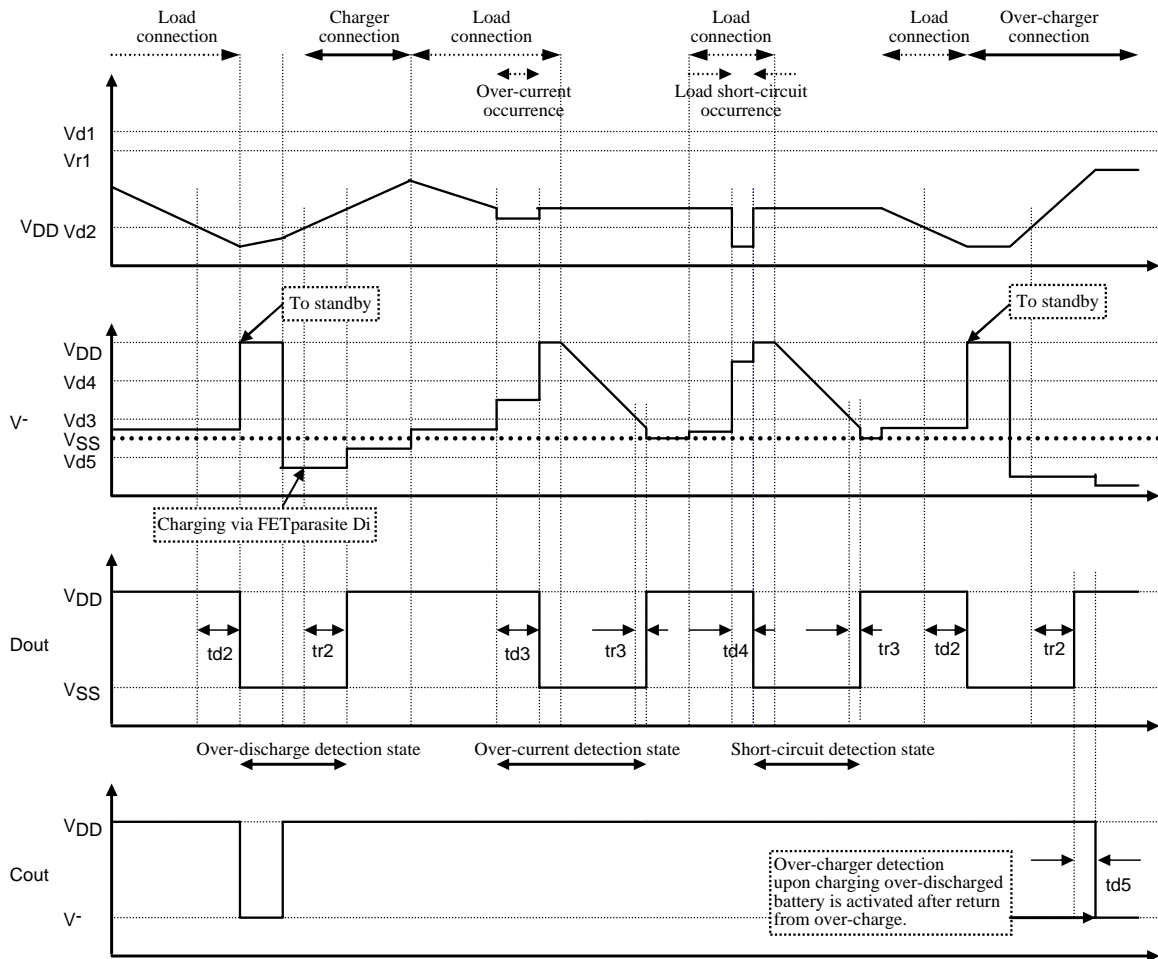 Load
connection
Charger
connection
Load
connection
Load
connection
Load
connection
Over-charger
connection
Over-current
occurrence
Load short-circuit
occurrence
Vd1
Vr1
VDD Vd2
To standby
To standby
VDD
Vd4
V- Vd3
VSS
Vd5
Charging via FETparasite Di
VDD
Dout
td2
tr2
td3
tr3
td4
tr3
td2
tr2
VSS
Over-discharge detection state
Over-current detection state
Short-circuit detection state
VDD
Cout
Over-charger detection
upon charging over-discharged
battery is activated after return
from over-charge.
td5
V-